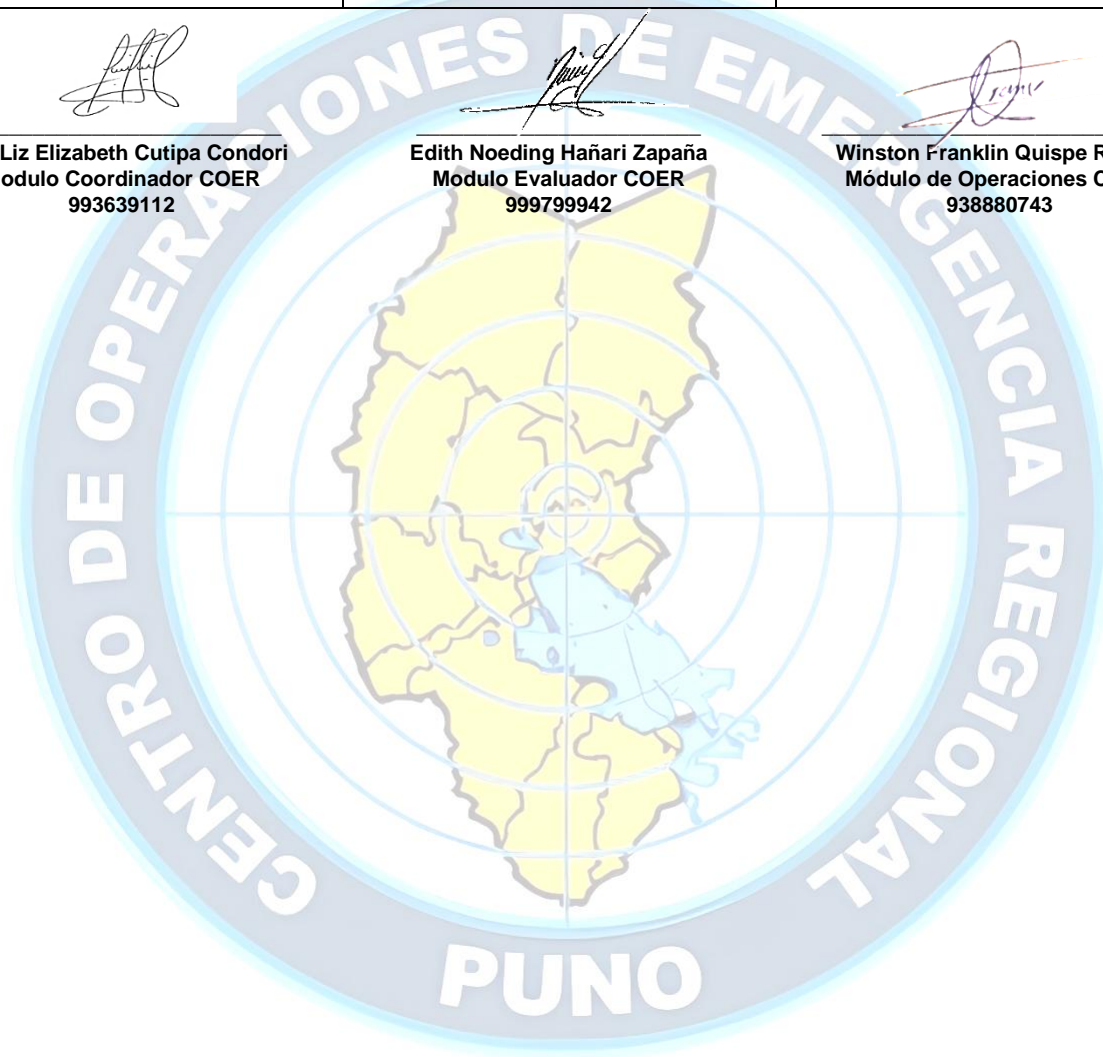 Liz Elizabeth Cutipa Condori
odulo Coordinador COER
993639112
Edith Noeding Hañari Zapaña
Modulo Evaluador COER
999799942
Winston Franklin Quispe R
Módulo de Operaciones C
938880743
CENTRO DE OPERACIONES DE EMERGENCIA REGIONAL
PUNO